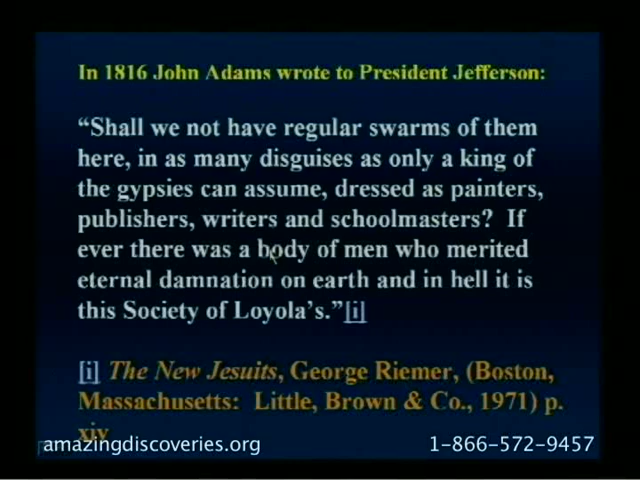 In 1816 John Adams wrote to President Jefferson:
“Shall we not have regular swarms of them
here, in as many disguises as only a king of
the gypsies can assume, dressed as painters,
publishers, writers and schoolmasters? If
ever there was a body of men who merited
eternal damnation on earth and in hell it is
this Society of Loyola’s.”[i]
[i] The New Jesuits, George Riemer, (Boston,
Massachusetts: Little, Brown & Co., 1971) p.
xiv
amazingdiscoveries.org 1-866-572-9457